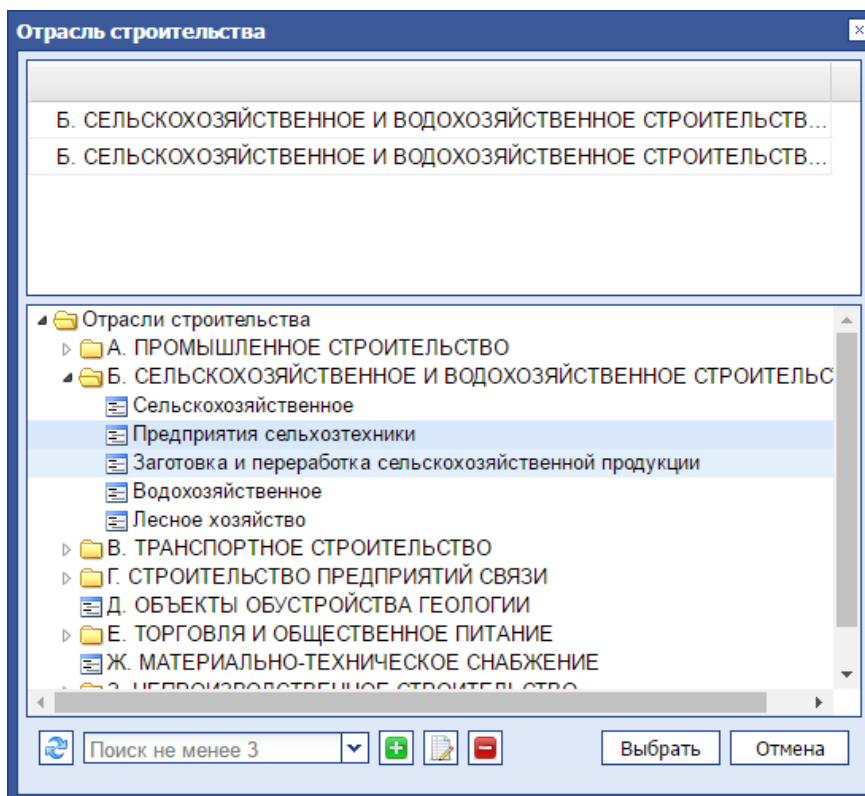 Отрасль строительства
Б. СЕЛЬСКОХОЗЯЙСТВЕННОЕ И ВОДОХОЗЯЙСТВЕННОЕ СТРОИТЕЛЬСТВ...
Б. СЕЛЬСКОХОЗЯЙСТВЕННОЕ И ВОДОХОЗЯЙСТВЕННОЕ СТРОИТЕЛЬСТВ...
Отрасли строительства
А. ПРОМЫШЛЕННОЕ СТРОИТЕЛЬСТВО
Б. СЕЛЬСКОХОЗЯЙСТВЕННОЕ И ВОДОХОЗЯЙСТВЕННОЕ СТРОИТЕЛЬС
Сельскохозяйственное
Предприятия сельхозтехники
Заготовка и переработка сельскохозяйственной продукции
Водохозяйственное
Лесное хозяйство
В. ТРАНСПОРТНОЕ СТРОИТЕЛЬСТВО
Г. СТРОИТЕЛЬСТВО ПРЕДПРИЯТИЙ СВЯЗИ
Д. ОБЪЕКТЫ ОБУСТРОЙСТВА ГЕОЛОГИИ
Е. ТОРГОВЛЯ И ОБЩЕСТВЕННОЕ ПИТАНИЕ
Ж. МАТЕРИАЛЬНО-ТЕХНИЧЕСКОЕ СНАБЖЕНИЕ
З. НЕПРОИЗВОДСТВЕННОЕ СТРОИТЕЛЬСТВО
Поиск не менее 3 Выбрать Отмена